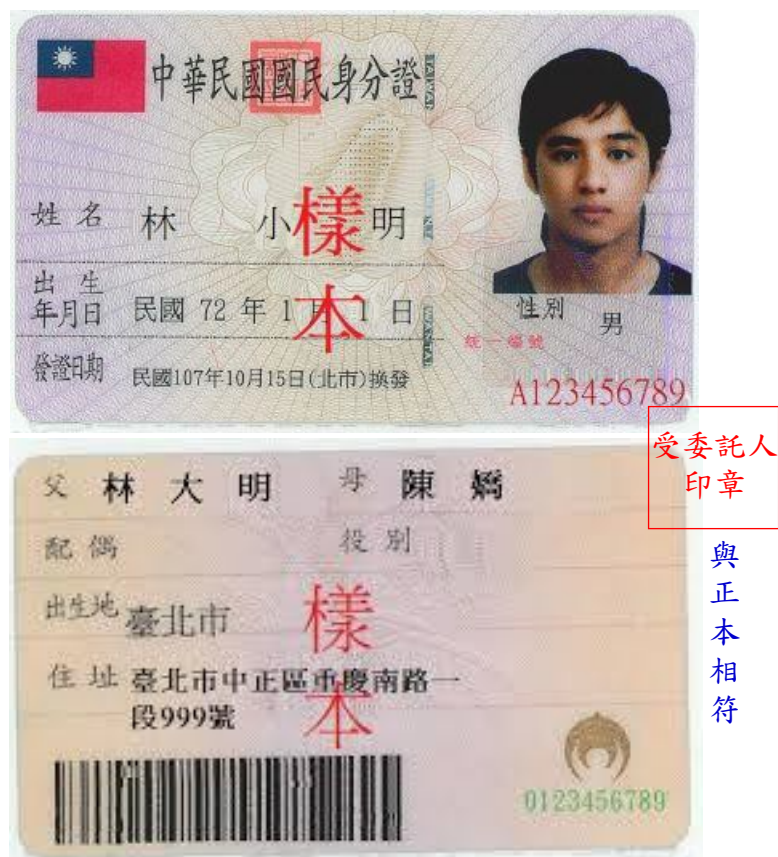 中華民國國民身分證
TAIWAN
姓名 林小明
樣本
出生年月日 民國 72 年 1 月 1 日
性別 男
統一編號
發證日期 民國107年10月15日(北市)換發
A123456789
受委託人
印章
與正本相符
父 林大明 母 陳嬌
配偶 役別
出生地 臺北市
樣本
住址 臺北市中正區重慶南路一
段999號
0123456789